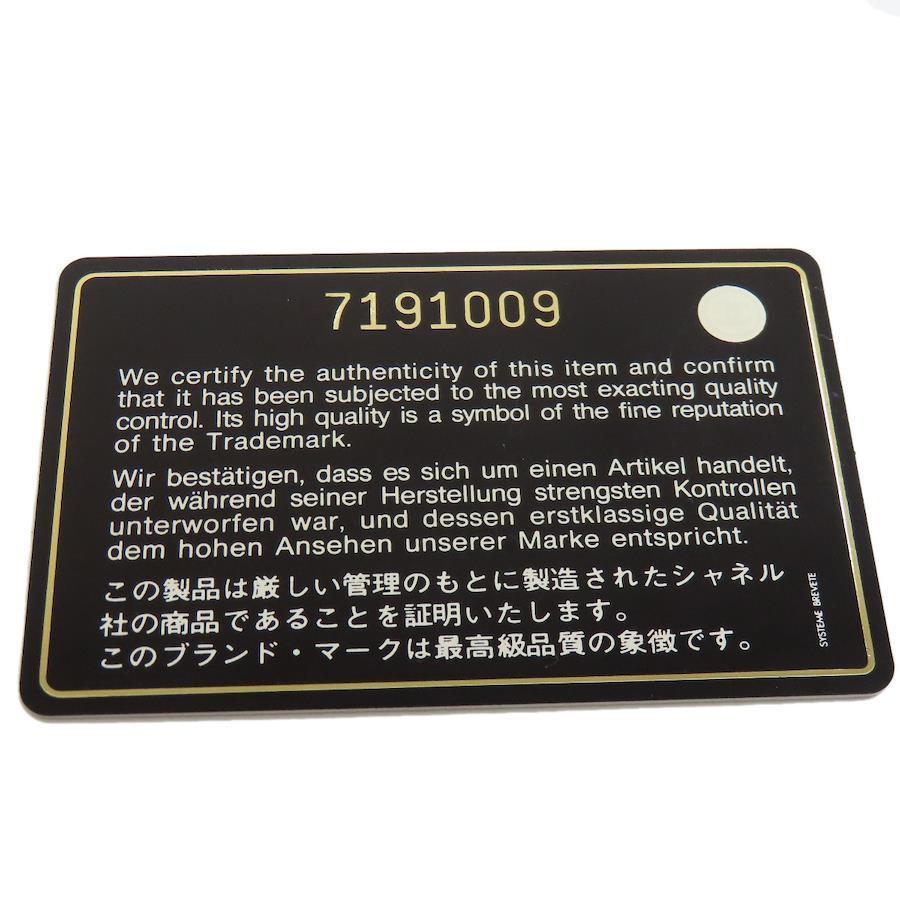 7191009
We certify the authenticity of this item and confirm
that it has been subjected to the most exacting quality
control. Its high quality is a symbol of the fine reputation
of the Trademark.
Wir bestätigen, dass es sich um einen Artikel handelt,
der während seiner Herstellung strengsten Kontrollen
unterworfen war, und dessen erstklassige Qualität
dem hohen Ansehen unserer Marke entspricht.
この製品は厳しい管理のもとに製造されたシャネル
社の商品であることを証明いたします。
このブランド・マークは最高級品質の象徴です。
SYSTEME BREVETE